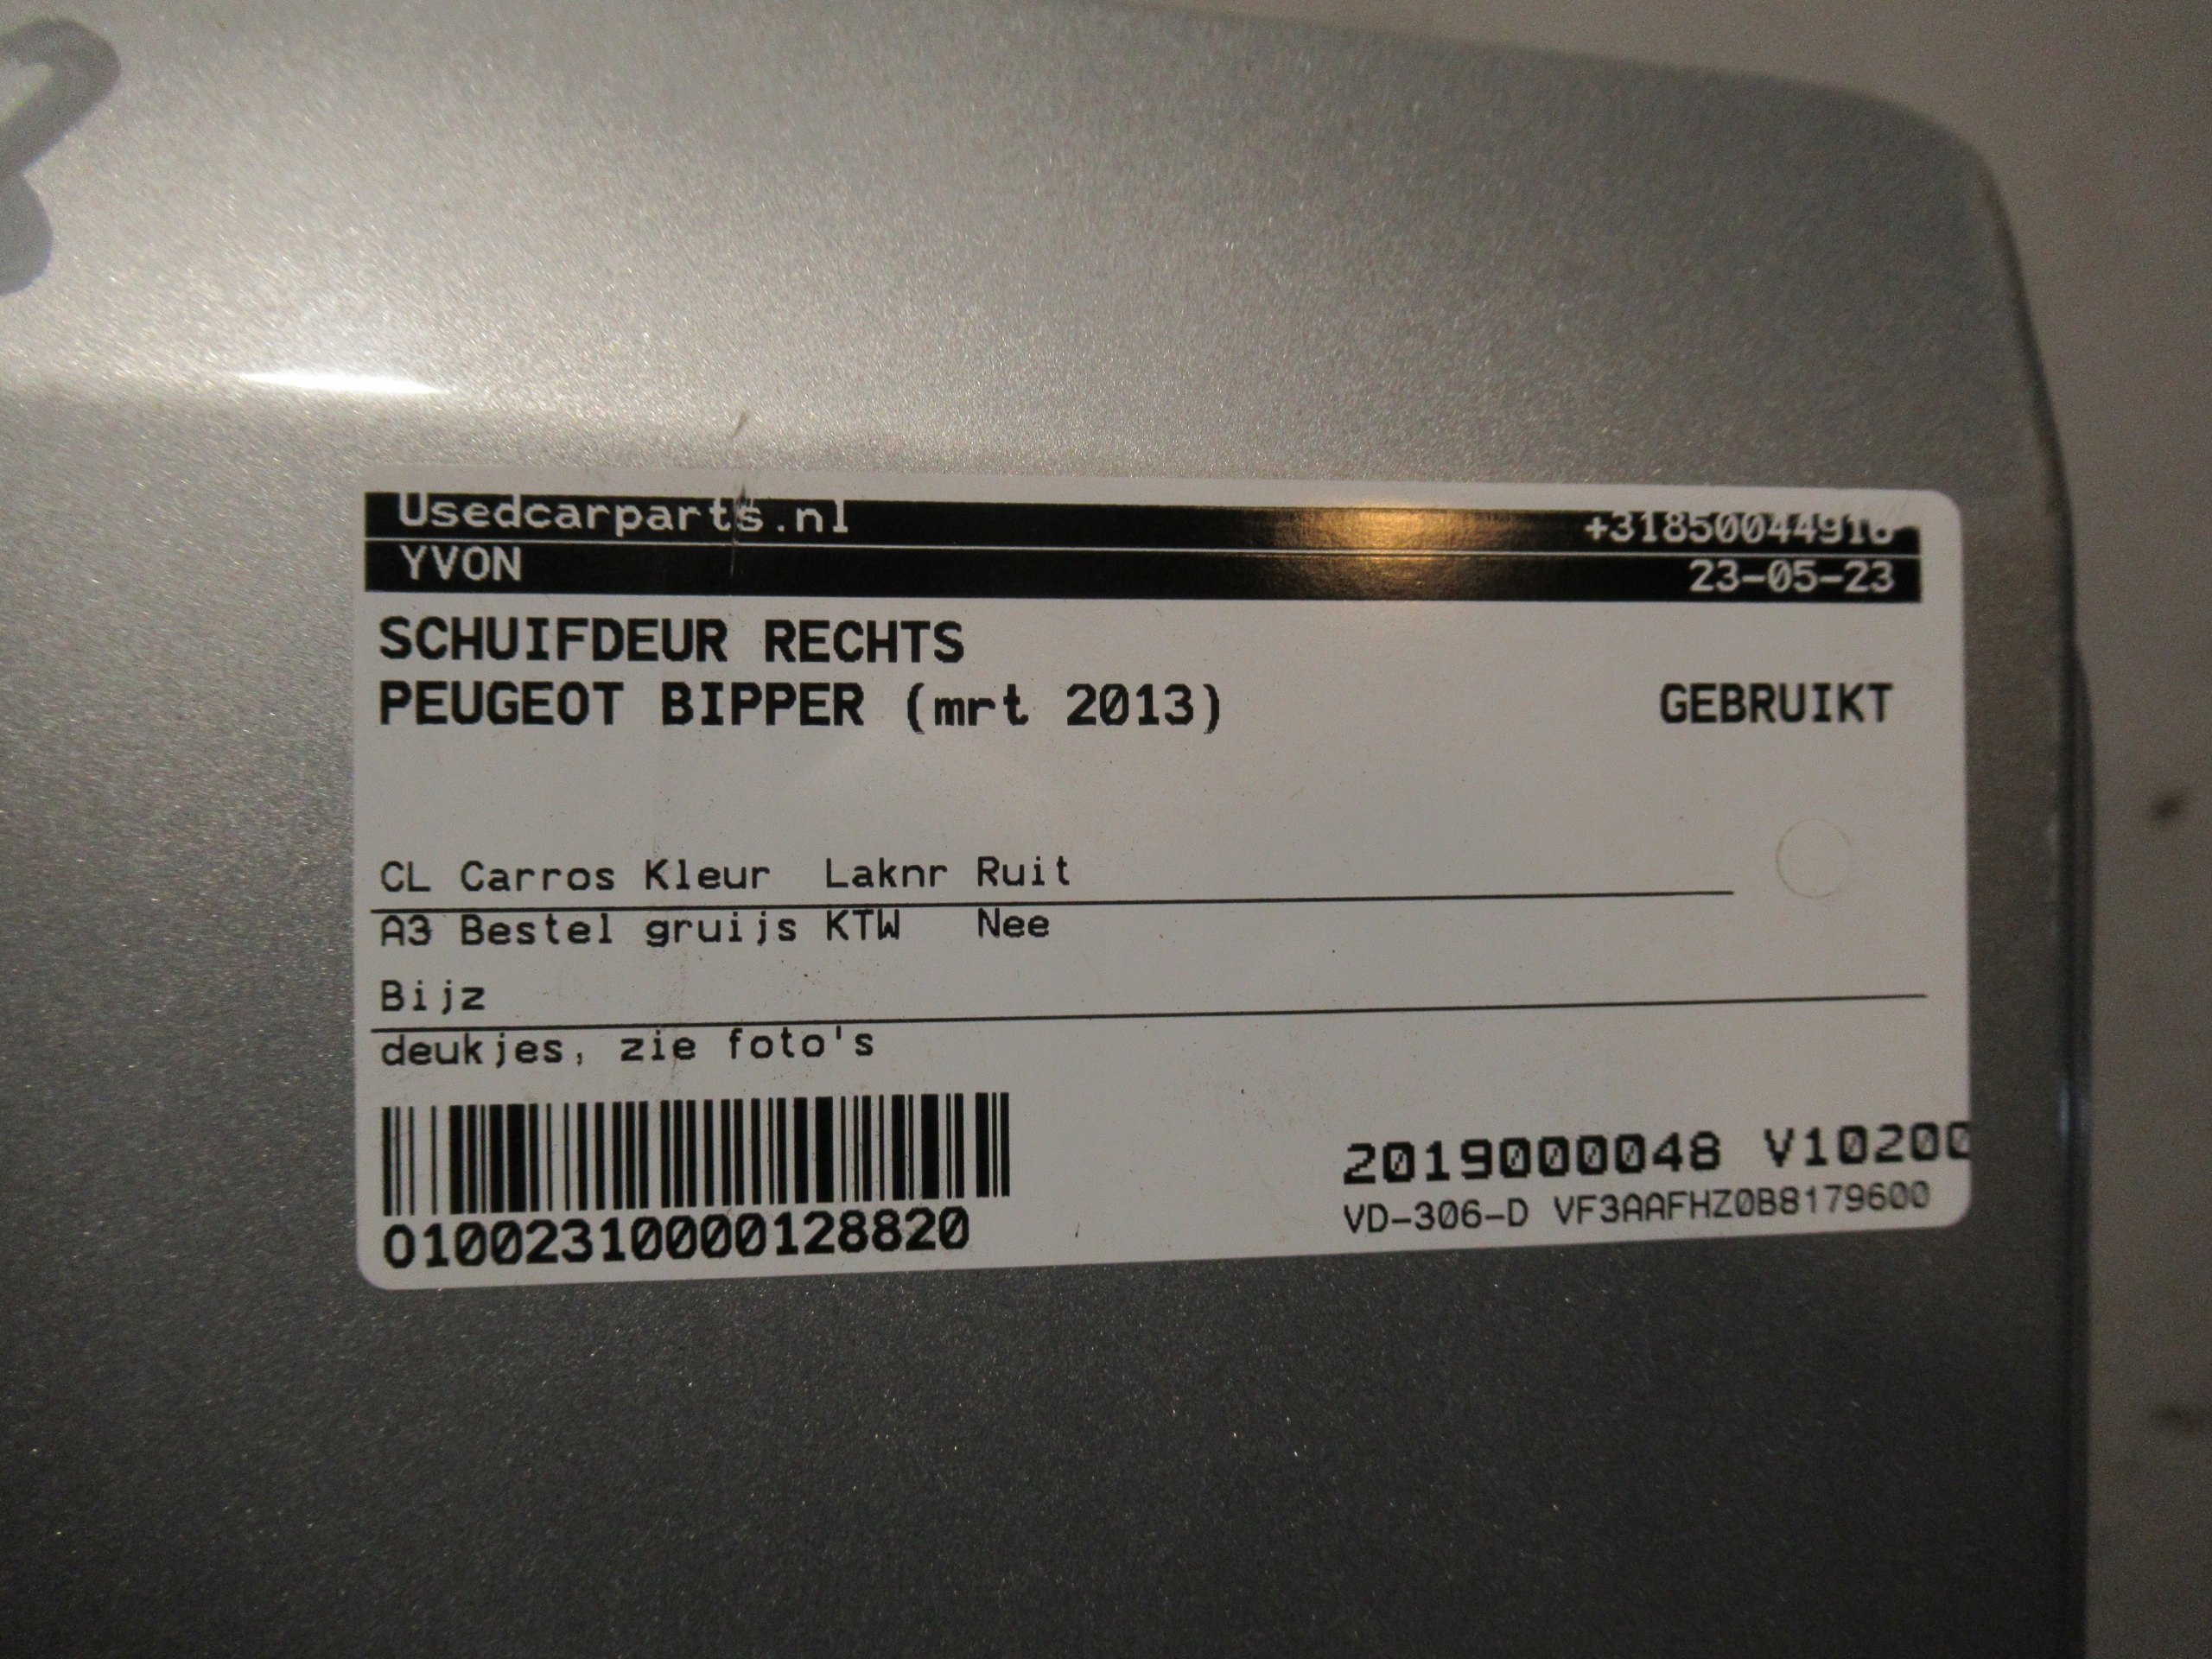 Usedcarparts.nl +31850044916
YVON 23-05-23
SCHUIFDEUR RECHTS
PEUGEOT BIPPER (mrt 2013) GEBRUIKT
CL Carros Kleur Laknr Ruit
A3 Bestel gruijs KTW Nee
Bijz
deukjes, zie foto's
2019000048 V10200
VD-306-D VF3AAFHZ0B8179600
01002310000128820